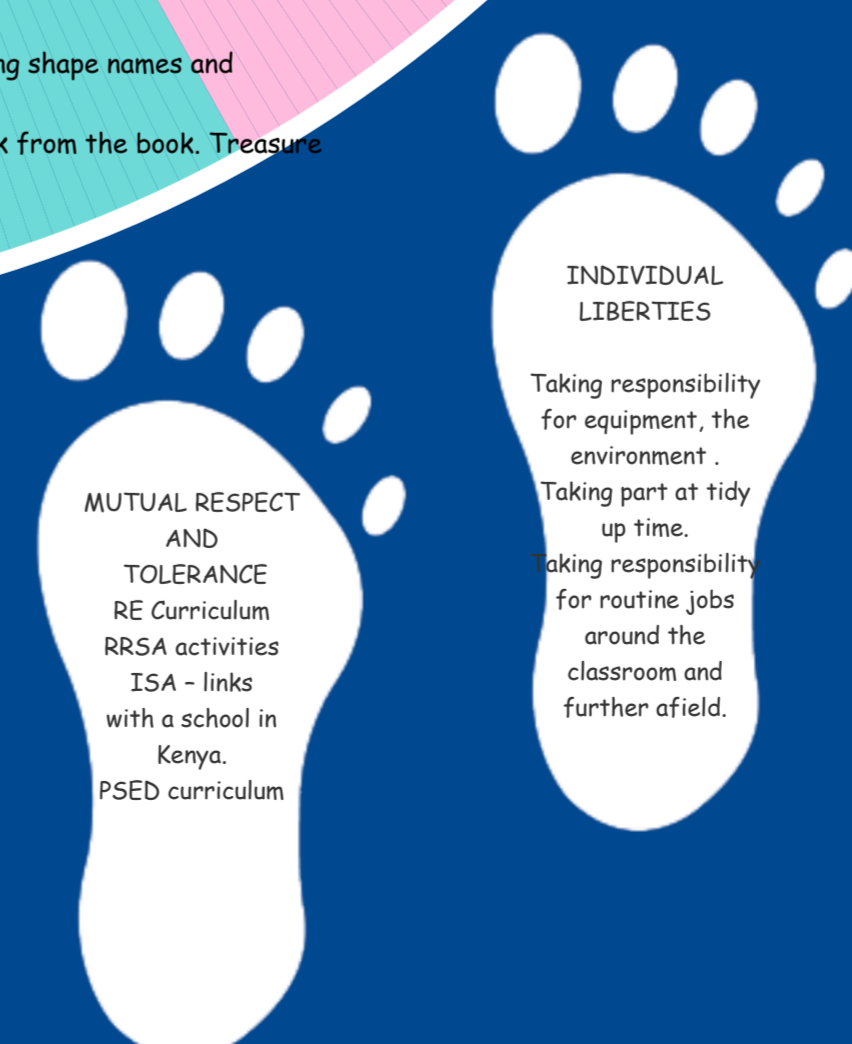 ng shape names and
x from the book. Treasure
MUTUAL RESPECT
AND
TOLERANCE
RE Curriculum
RRSA activities
ISA – links
with a school in
Kenya.
PSED curriculum
INDIVIDUAL
LIBERTIES
Taking responsibility
for equipment, the
environment .
Taking part at tidy
up time.
Taking responsibility
for routine jobs
around the
classroom and
further afield.